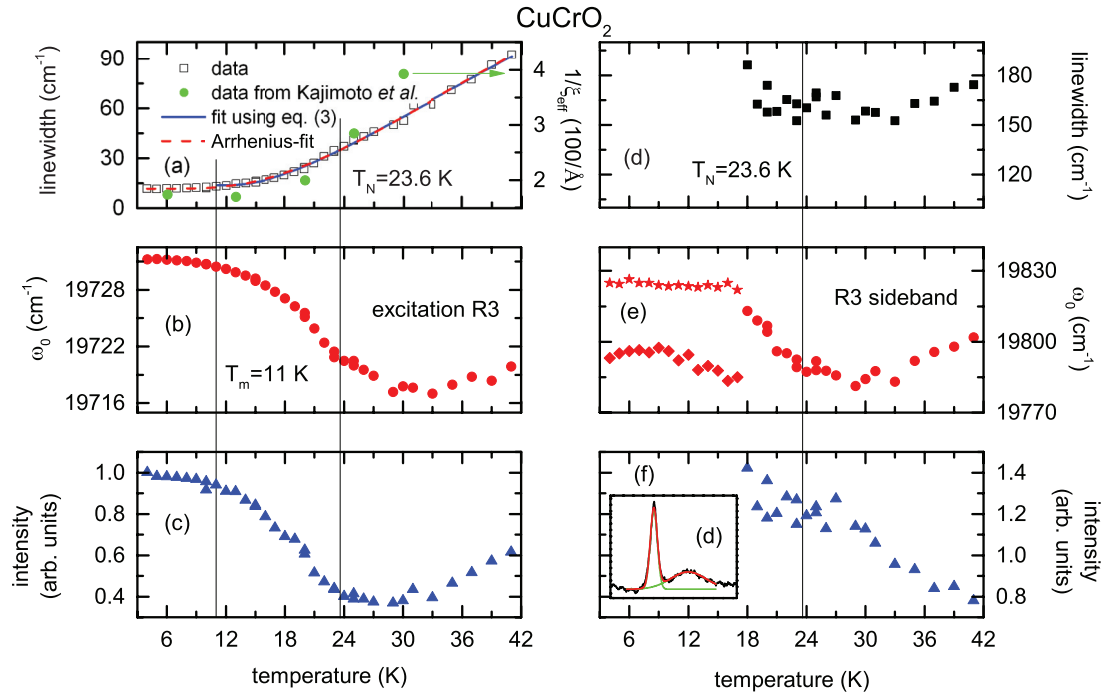 CuCrO₂
linewidth (cm⁻¹)
90
60
30
0
data
data from Kajimoto et al.
fit using eq. (3)
Arrhenius-fit
(a)
T_N=23.6 K
4
3
2
1/ξ_eff (100/Å)
(d)
T_N=23.6 K
180
150
120
linewidth (cm⁻¹)
ω₀ (cm⁻¹)
19728
19722
19716
(b)
excitation R3
T_m=11 K
(e)
R3 sideband
19830
19800
19770
ω₀ (cm⁻¹)
intensity
(arb. units)
1.0
0.8
0.6
0.4
(c)
6 12 18 24 30 36 42
temperature (K)
(f)
(d)
1.4
1.2
1.0
0.8
intensity
(arb. units)
6 12 18 24 30 36 42
temperature (K)